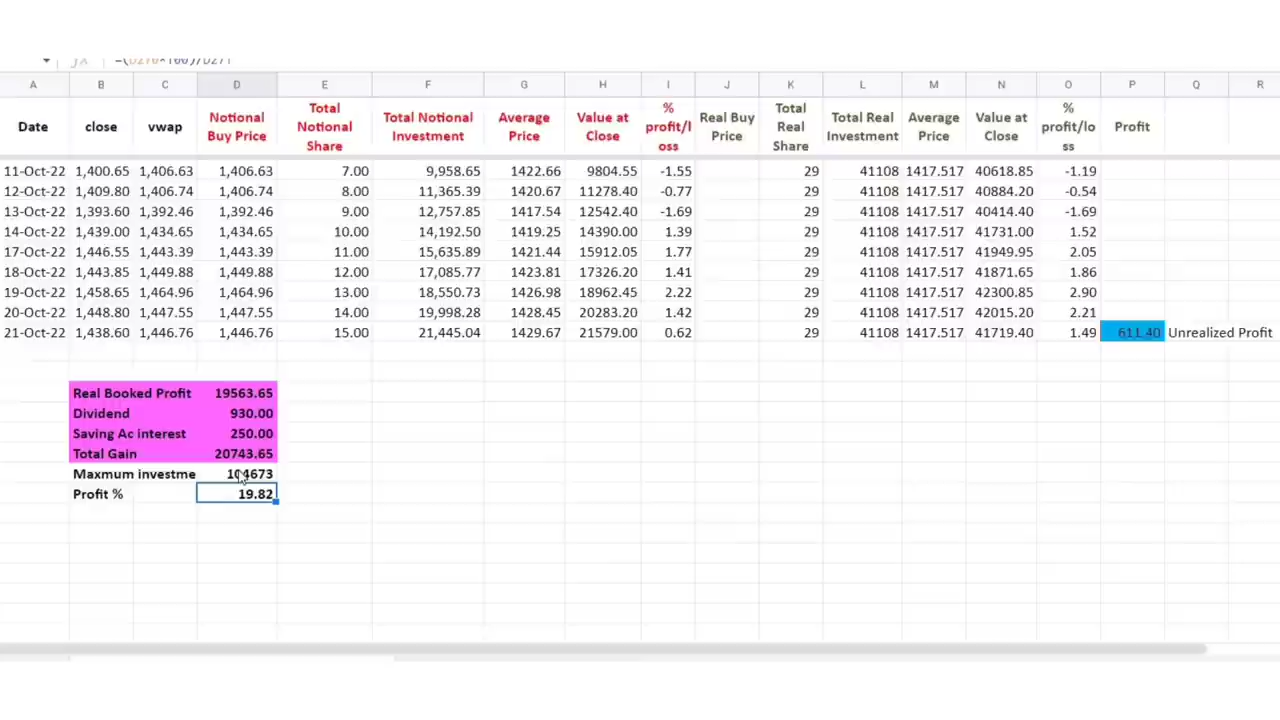 =(D270*100)/D271
A B C D E F G H I J K L M N O P Q R
Date close vwap Notional Buy Price Total Notional Share Total Notional Investment Average Price Value at Close % profit/l oss Real Buy Price Total Real Share Total Real Investment Average Price Value at Close % profit/lo ss Profit
11-Oct-22 1,400.65 1,406.63 1,406.63 7.00 9,958.65 1422.66 9804.55 -1.55 29 41108 1417.517 40618.85 -1.19
12-Oct-22 1,409.80 1,406.74 1,406.74 8.00 11,365.39 1420.67 11278.40 -0.77 29 41108 1417.517 40884.20 -0.54
13-Oct-22 1,393.60 1,392.46 1,392.46 9.00 12,757.85 1417.54 12542.40 -1.69 29 41108 1417.517 40414.40 -1.69
14-Oct-22 1,439.00 1,434.65 1,434.65 10.00 14,192.50 1419.25 14390.00 1.39 29 41108 1417.517 41731.00 1.52
17-Oct-22 1,446.55 1,443.39 1,443.39 11.00 15,635.89 1421.44 15912.05 1.77 29 41108 1417.517 41949.95 2.05
18-Oct-22 1,443.85 1,449.88 1,449.88 12.00 17,085.77 1423.81 17326.20 1.41 29 41108 1417.517 41871.65 1.86
19-Oct-22 1,458.65 1,464.96 1,464.96 13.00 18,550.73 1426.98 18962.45 2.22 29 41108 1417.517 42300.85 2.90
20-Oct-22 1,448.80 1,447.55 1,447.55 14.00 19,998.28 1428.45 20283.20 1.42 29 41108 1417.517 42015.20 2.21
21-Oct-22 1,438.60 1,446.76 1,446.76 15.00 21,445.04 1429.67 21579.00 0.62 29 41108 1417.517 41719.40 1.49 611.40 Unrealized Profit
Real Booked Profit 19563.65
Dividend 930.00
Saving Ac interest 250.00
Total Gain 20743.65
Maxmum investme 104673
Profit % 19.82